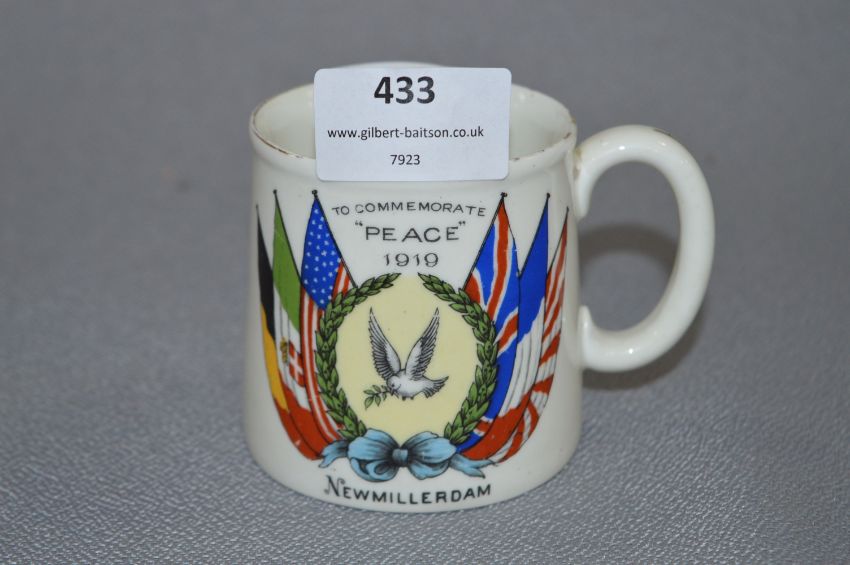 433
www.gilbert-baitson.co.uk
7923
TO COMMEMORATE
"PEACE"
1919
NEWMILLERDAM